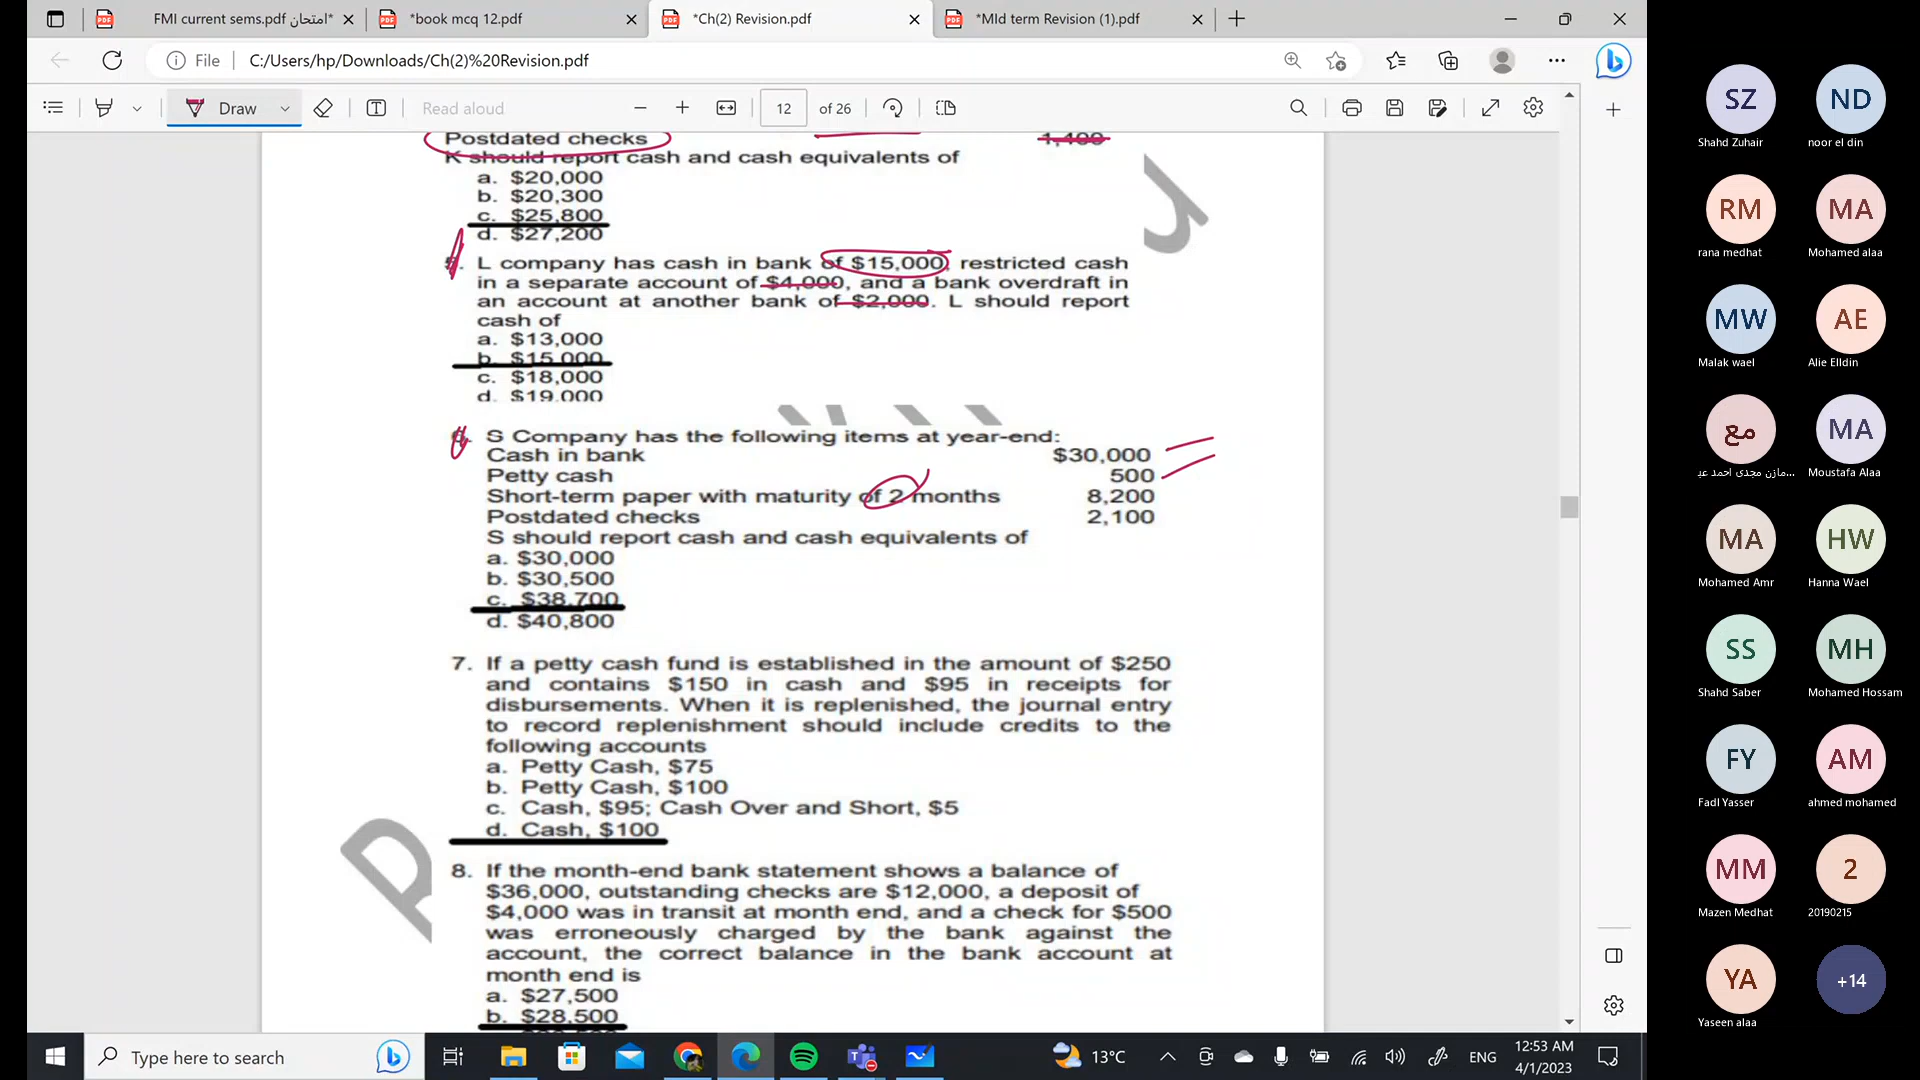 FMI current sems.pdf امتحان*
*book mcq 12.pdf
*Ch(2) Revision.pdf
*MId term Revision (1).pdf
File
C:/Users/hp/Downloads/Ch(2)%20Revision.pdf
Draw
Read aloud
12
of 26
Postdated checks 1,400
K should report cash and cash equivalents of
a. $20,000
b. $20,300
c. $25,800
d. $27,200
L company has cash in bank of $15,000, restricted cash
in a separate account of $4,000, and a bank overdraft in
an account at another bank of $2,000. L should report
cash of
a. $13,000
b. $15,000
c. $18,000
d. $19,000
6. S Company has the following items at year-end:
Cash in bank $30,000
Petty cash 500
Short-term paper with maturity of 2 months 8,200
Postdated checks 2,100
S should report cash and cash equivalents of
a. $30,000
b. $30,500
c. $38,700
d. $40,800
7. If a petty cash fund is established in the amount of $250
and contains $150 in cash and $95 in receipts for
disbursements. When it is replenished, the journal entry
to record replenishment should include credits to the
following accounts
a. Petty Cash, $75
b. Petty Cash, $100
c. Cash, $95; Cash Over and Short, $5
d. Cash, $100
8. If the month-end bank statement shows a balance of
$36,000, outstanding checks are $12,000, a deposit of
$4,000 was in transit at month end, and a check for $500
was erroneously charged by the bank against the
account, the correct balance in the bank account at
month end is
a. $27,500
b. $28,500
SZ
Shahd Zuhair
ND
noor el din
RM
rana medhat
MA
Mohamed alaa
MW
Malak wael
AE
Alie Elldin
مع
مازن مجدى احمد عبد...
MA
Moustafa Alaa
MA
Mohamed Amr
HW
Hanna Wael
SS
Shahd Saber
MH
Mohamed Hossam
FY
Fadl Yasser
AM
ahmed mohamed
MM
Mazen Medhat
2
20190215
YA
Yaseen alaa
+14
Type here to search
13°C
ENG
12:53 AM
4/1/2023